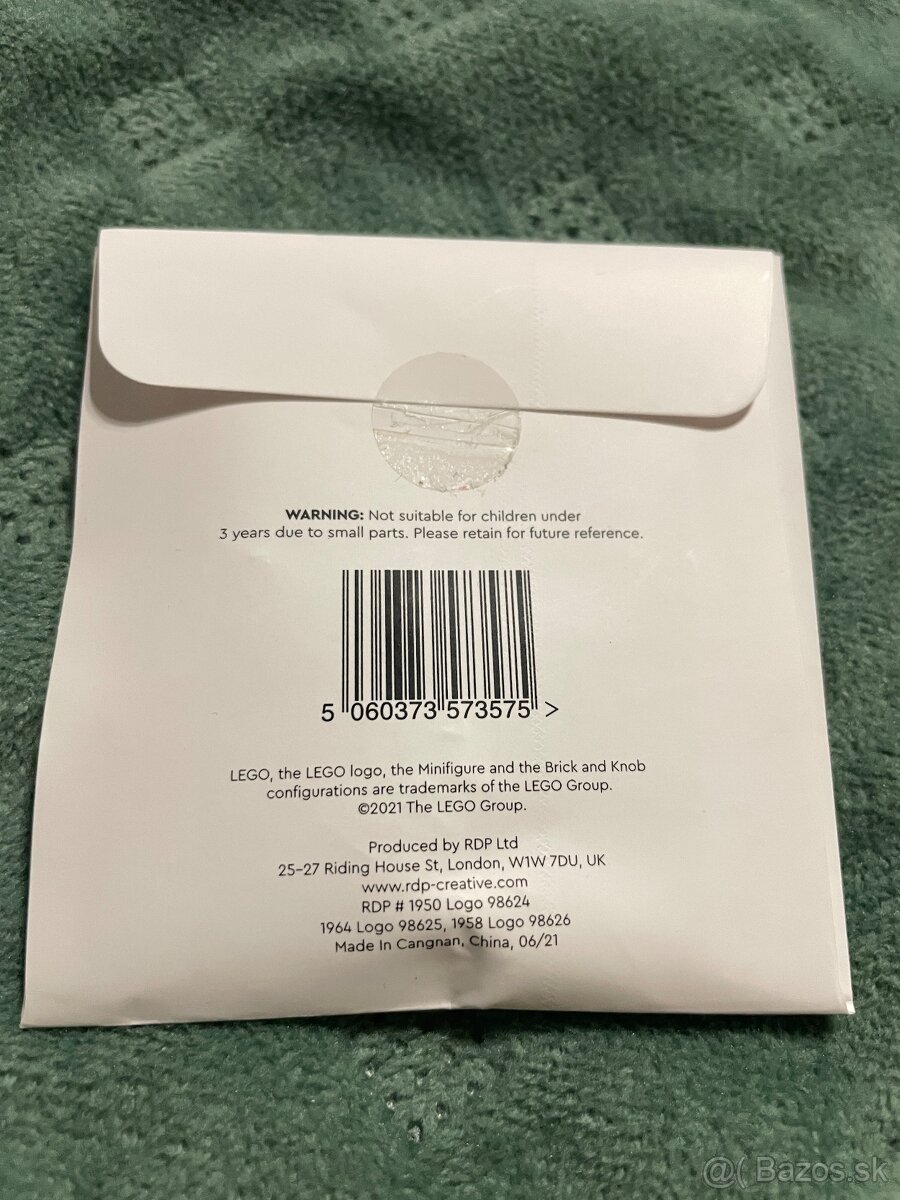 WARNING: Not suitable for children under
3 years due to small parts. Please retain for future reference.
5 060373 573575 >
LEGO, the LEGO logo, the Minifigure and the Brick and Knob
configurations are trademarks of the LEGO Group.
©2021 The LEGO Group.
Produced by RDP Ltd
25-27 Riding House St, London, W1W 7DU, UK
www.rdp-creative.com
RDP # 1950 Logo 98624
1964 Logo 98625, 1958 Logo 98626
Made In Cangnan, China, 06/21
@( Bazos.sk